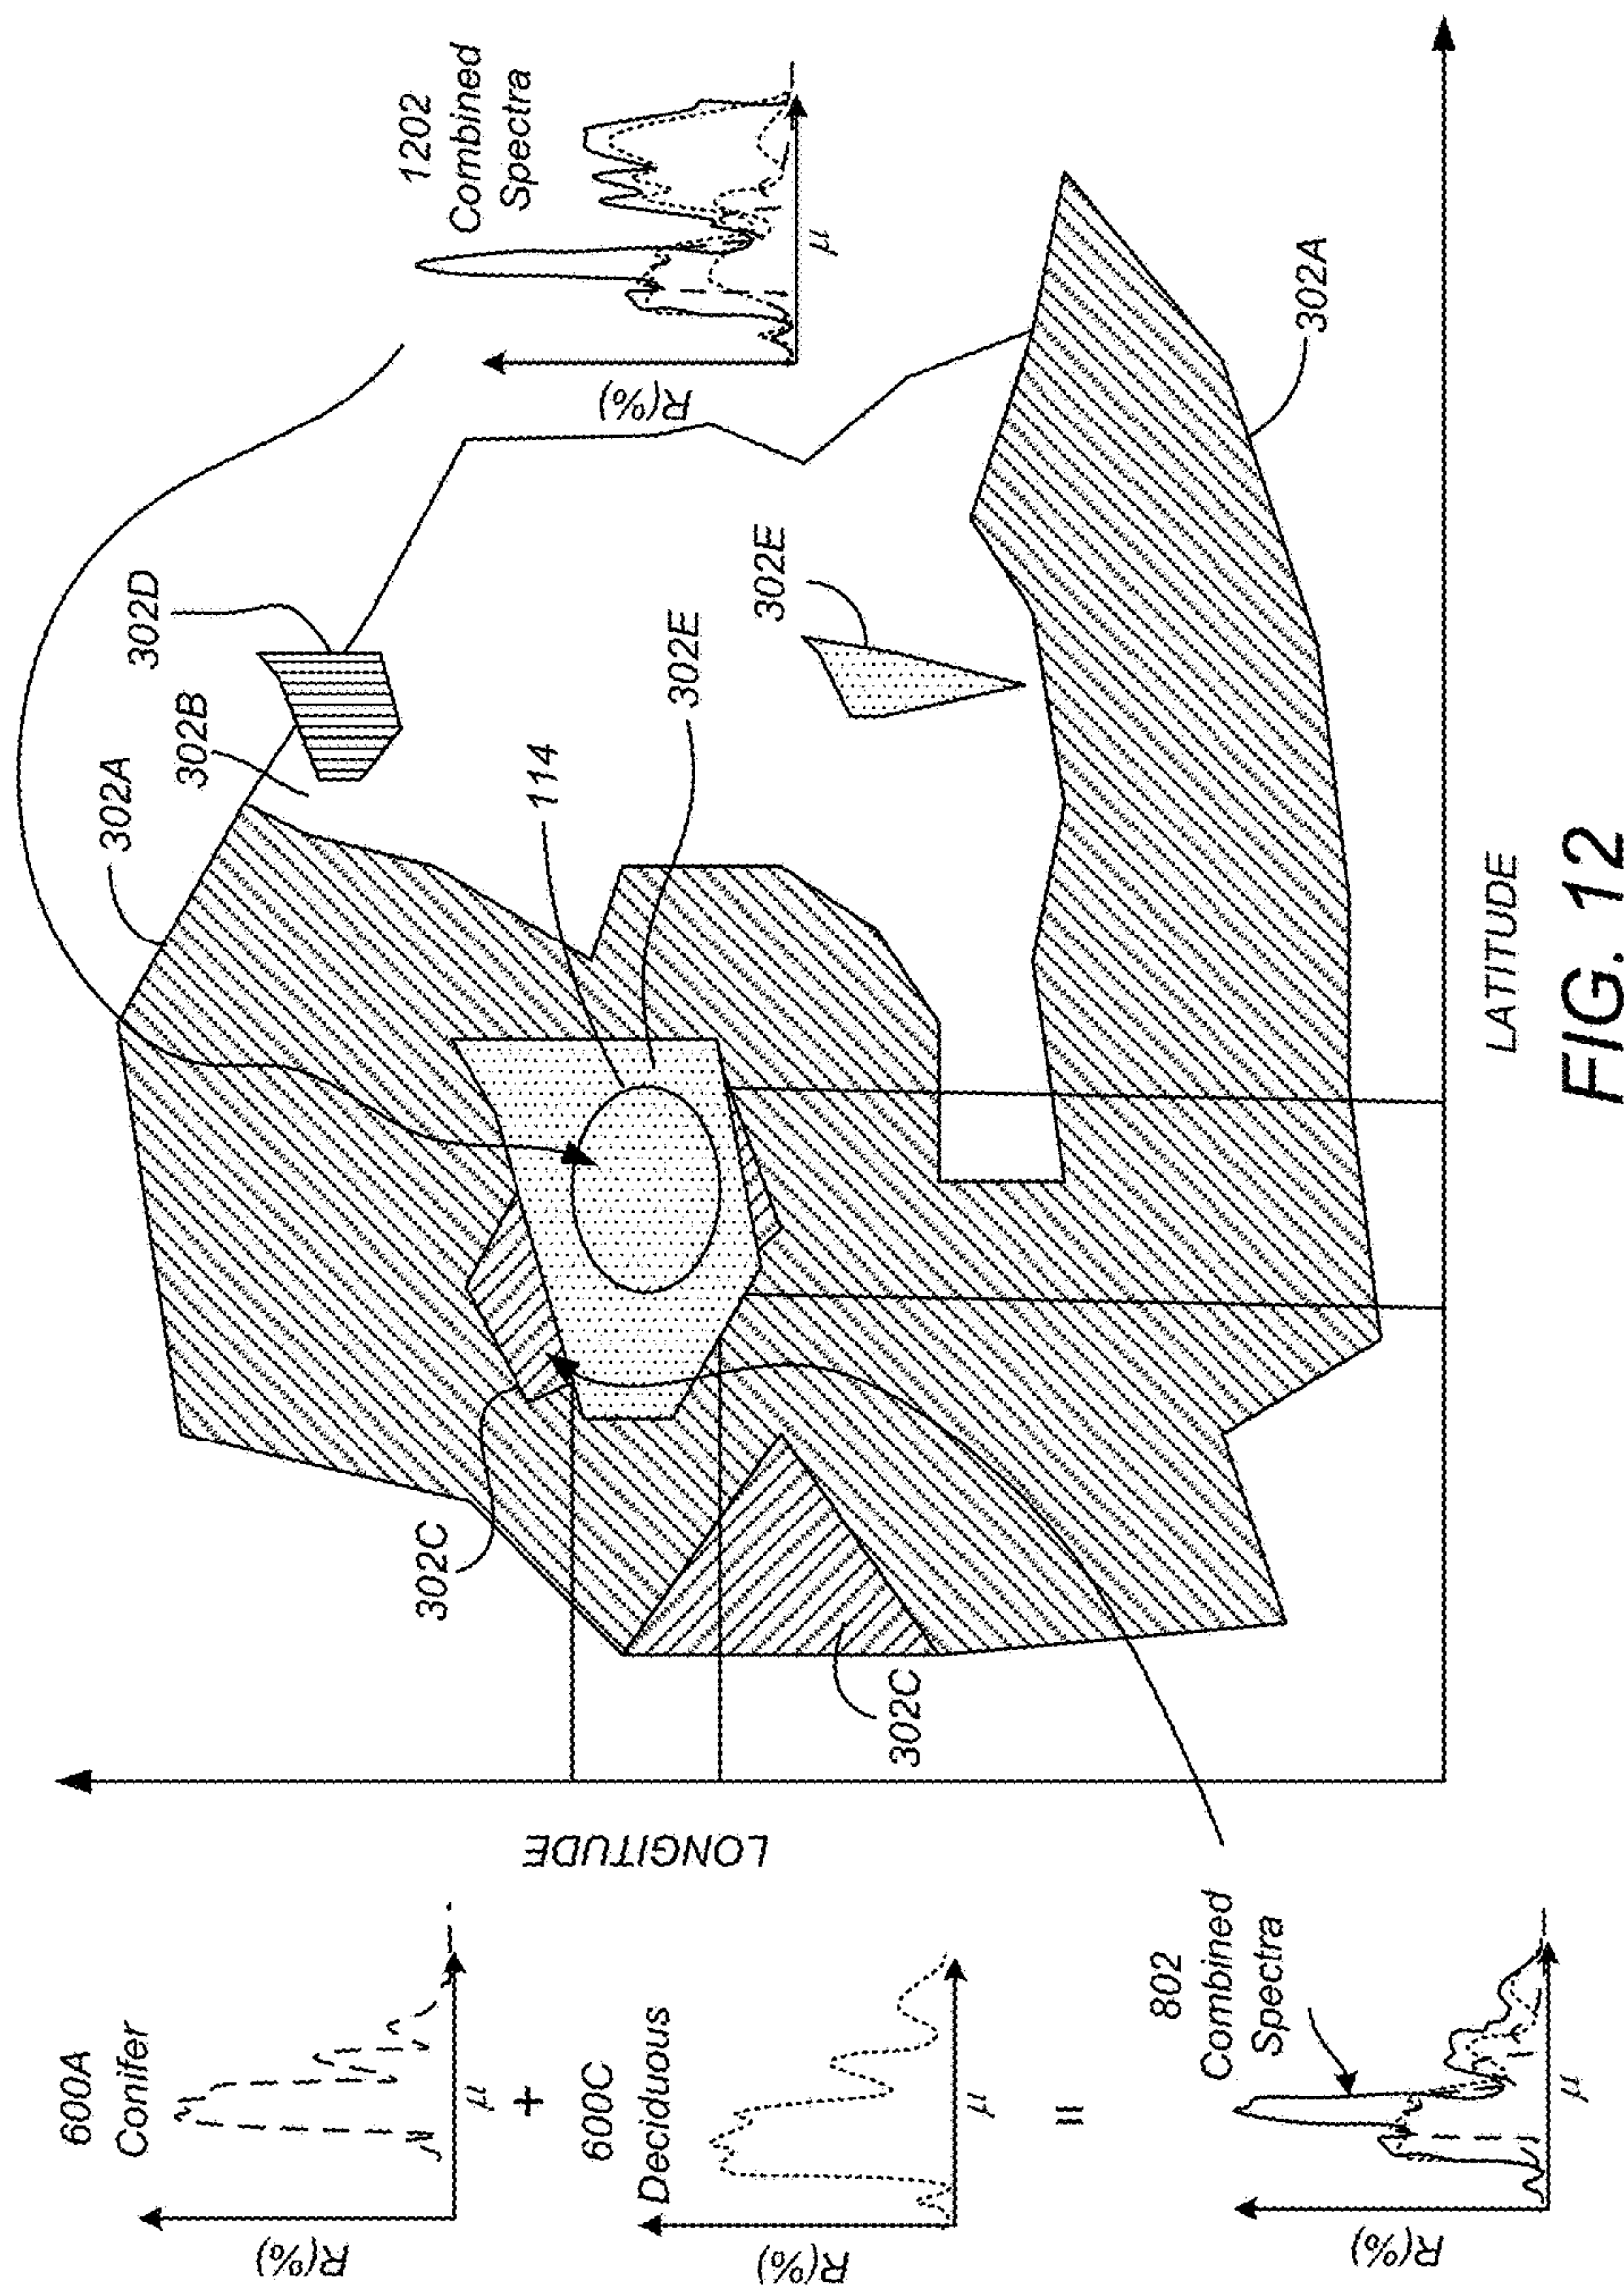 600A
Conifer
R(%)
μ
+
600C
Deciduous
R(%)
μ
=
802
Combined
Spectra
R(%)
μ
LONGITUDE
302C
302C
302A
302B
302D
114
302E
302E
1202
Combined
Spectra
R(%)
μ
302A
LATITUDE
FIG. 12